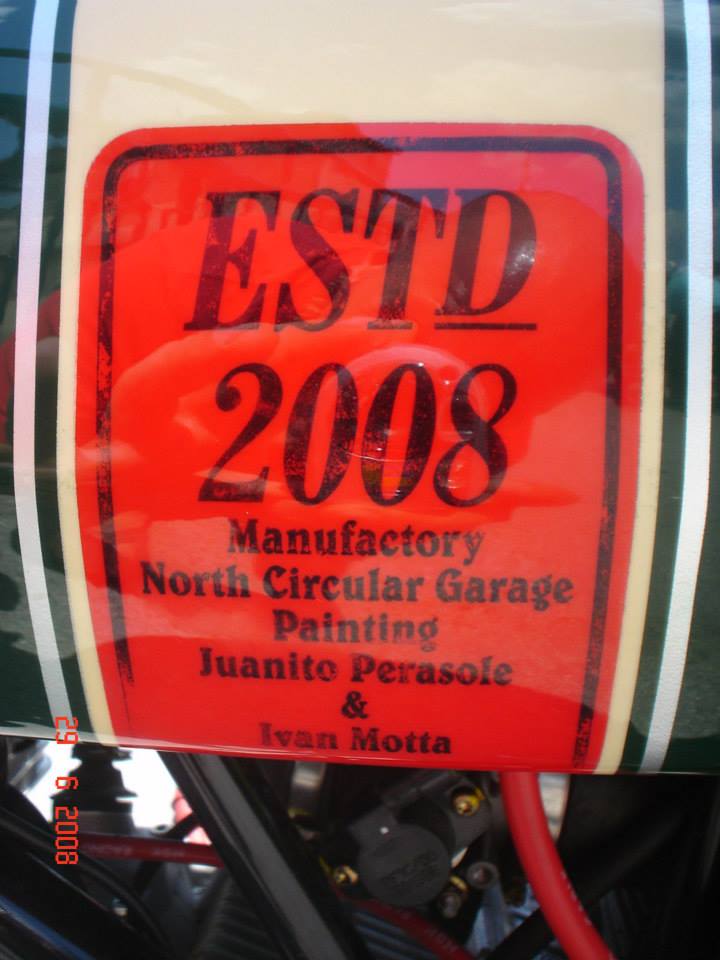 ESTD
2008
Manufactory
North Circular Garage
Painting
Juanito Perasole
&
Ivan Motta
29 6 2008